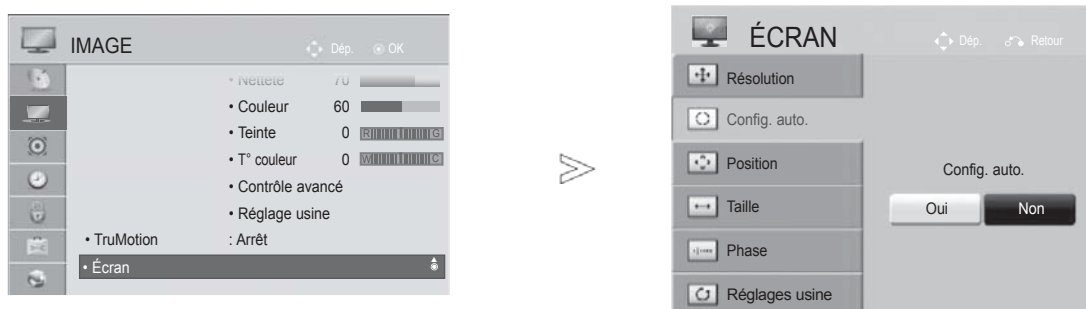 IMAGE
Dép. OK
• Netteté 70
• Couleur 60
• Teinte 0 R G
• T° couleur 0 W C
• Contrôle avancé
• Réglage usine
• TruMotion : Arrêt
• Écran
ÉCRAN
Dép. Retour
Résolution
Config. auto.
Position
Taille
Phase
Réglages usine
Config. auto.
Oui Non